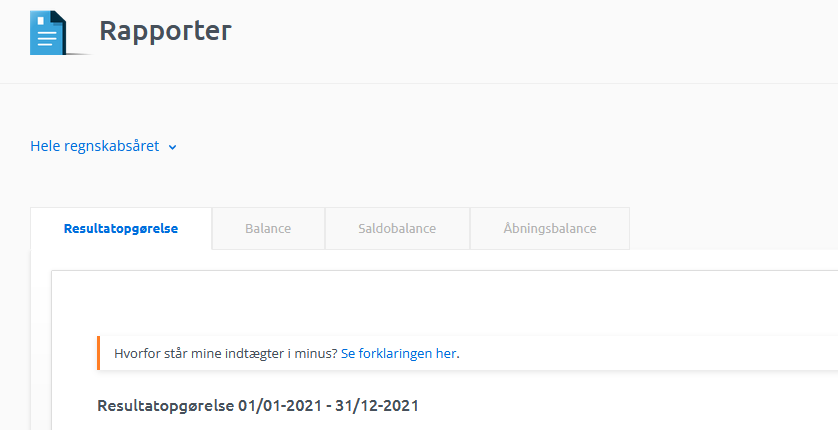 Rapporter
Hele regnskabsåret
Resultatopgørelse Balance Saldobalance Åbningsbalance
Hvorfor står mine indtægter i minus? Se forklaringen her.
Resultatopgørelse 01/01-2021 - 31/12-2021